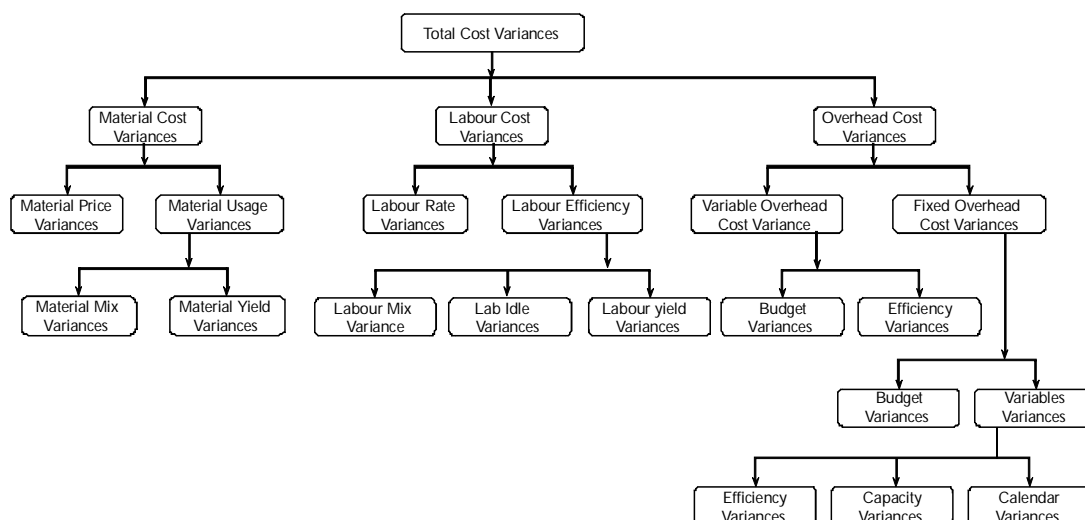 Total Cost Variances
Material Cost
Variances
Labour Cost
Variances
Overhead Cost
Variances
Material Price
Variances
Material Usage
Variances
Labour Rate
Variances
Labour Efficiency
Variances
Variable Overhead
Cost Variance
Fixed Overhead
Cost Variances
Material Mix
Variances
Material Yield
Variances
Labour Mix
Variance
Lab Idle
Variances
Labour yield
Variances
Budget
Variances
Efficiency
Variances
Budget
Variances
Variables
Variances
Efficiency
Variances
Capacity
Variances
Calendar
Variances